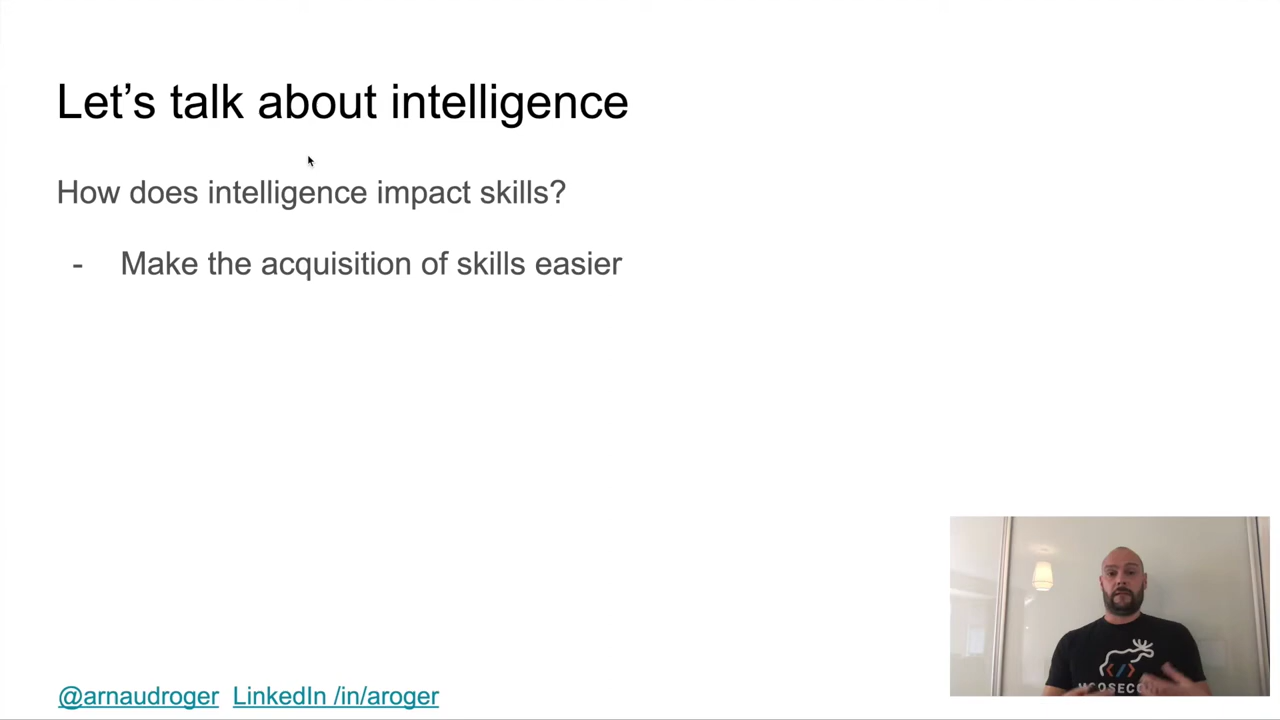 Let's talk about intelligence
How does intelligence impact skills?
- Make the acquisition of skills easier
@arnaudroger LinkedIn /in/aroger